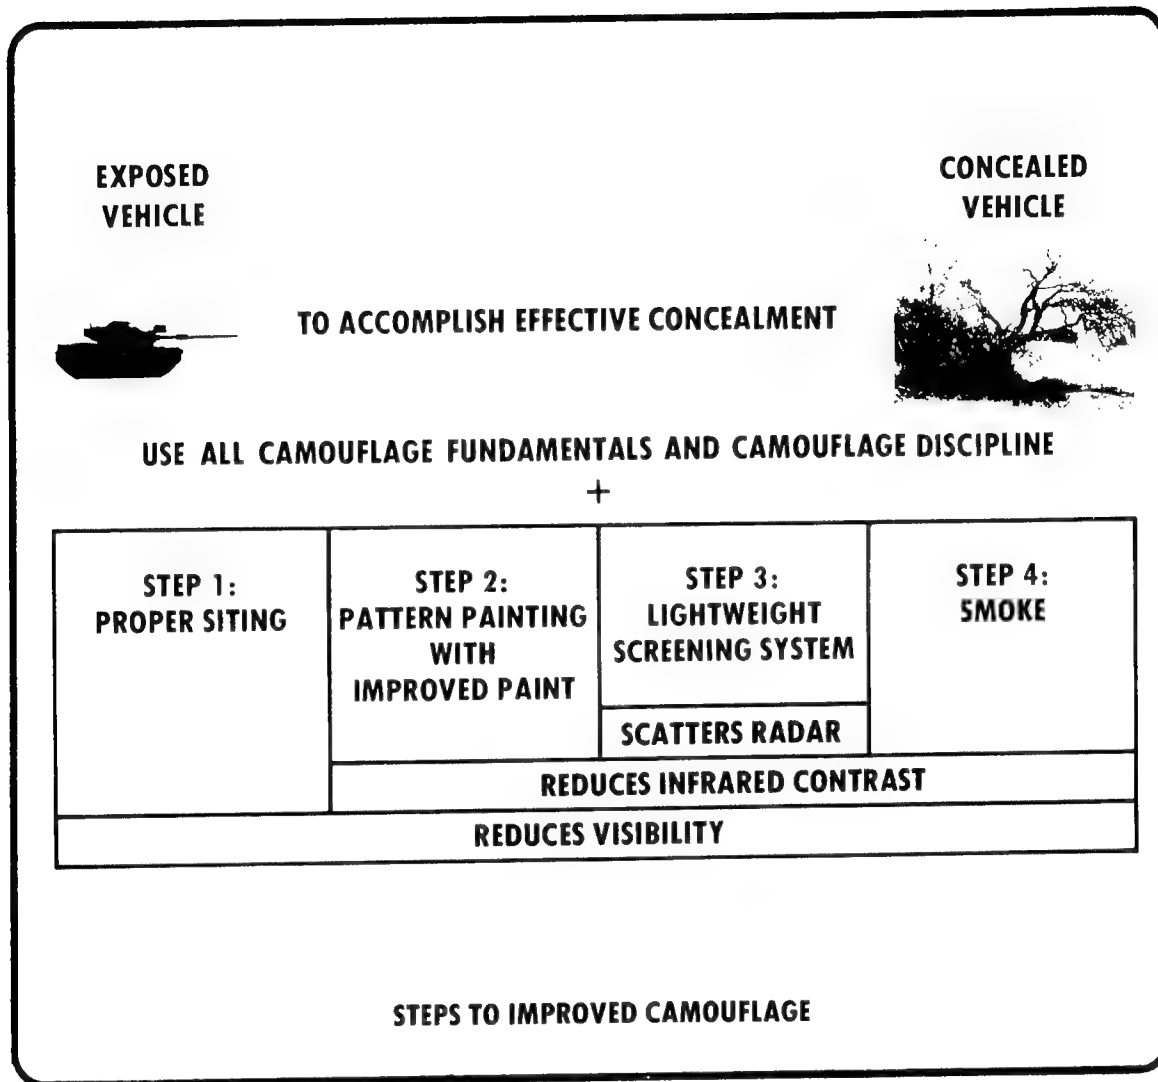 EXPOSED
VEHICLE
CONCEALED
VEHICLE
TO ACCOMPLISH EFFECTIVE CONCEALMENT
USE ALL CAMOUFLAGE FUNDAMENTALS AND CAMOUFLAGE DISCIPLINE
+
STEP 1:
PROPER SITING
STEP 2:
PATTERN PAINTING
WITH
IMPROVED PAINT
STEP 3:
LIGHTWEIGHT
SCREENING SYSTEM
STEP 4:
SMOKE
SCATTERS RADAR
REDUCES INFRARED CONTRAST
REDUCES VISIBILITY
STEPS TO IMPROVED CAMOUFLAGE